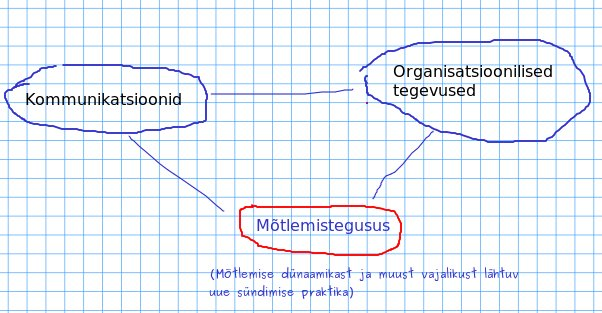 Kommunikatsioonid
Organisatsioonilised
tegevused
Mõtlemistegusus
(Mõtlemise dünaamikast ja muust vajalikust lähtuv
uue sündimise praktika)